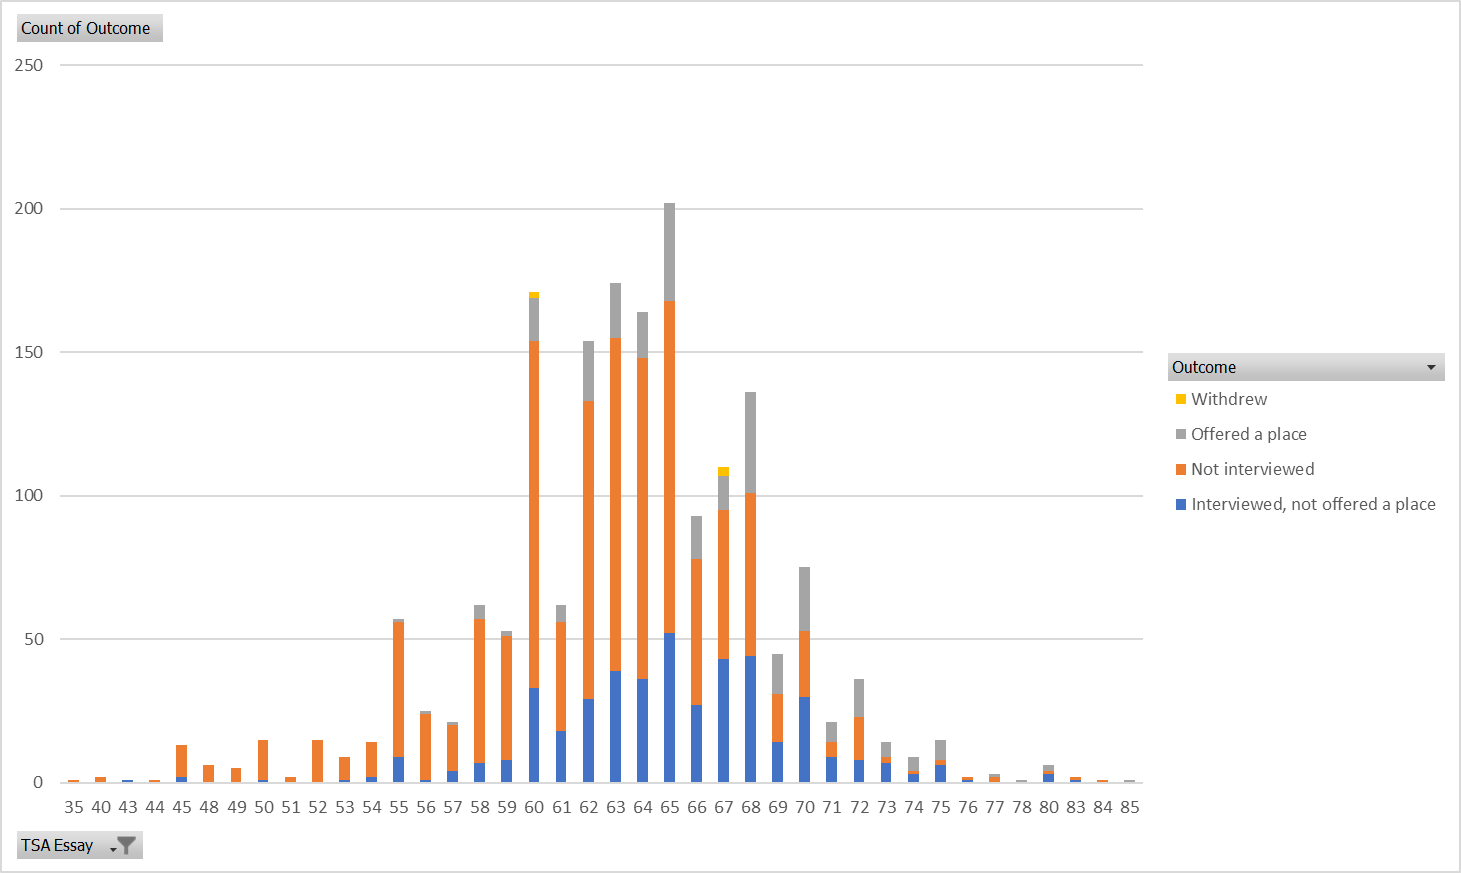 Count of Outcome
250
200
150
100
50
0
35 40 43 44 45 48 49 50 51 52 53 54 55 56 57 58 59 60 61 62 63 64 65 66 67 68 69 70 71 72 73 74 75 76 77 78 80 83 84 85
TSA Essay
Outcome
Withdrew
Offered a place
Not interviewed
Interviewed, not offered a place